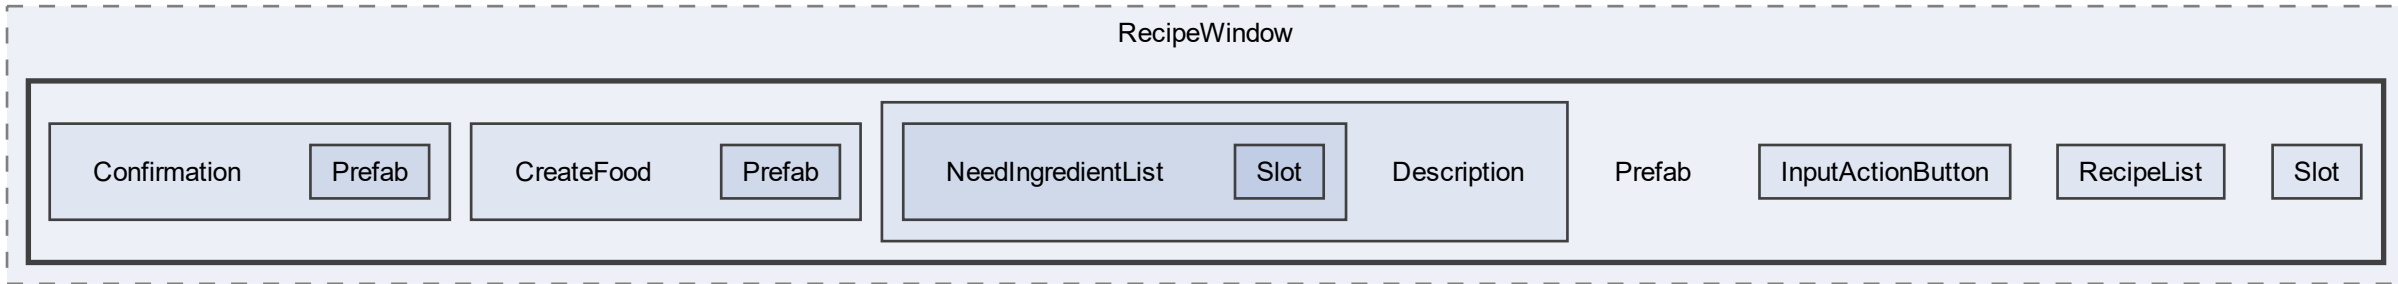 RecipeWindow
Confirmation
Prefab
CreateFood
Prefab
NeedIngredientList
Slot
Description
Prefab
InputActionButton
RecipeList
Slot